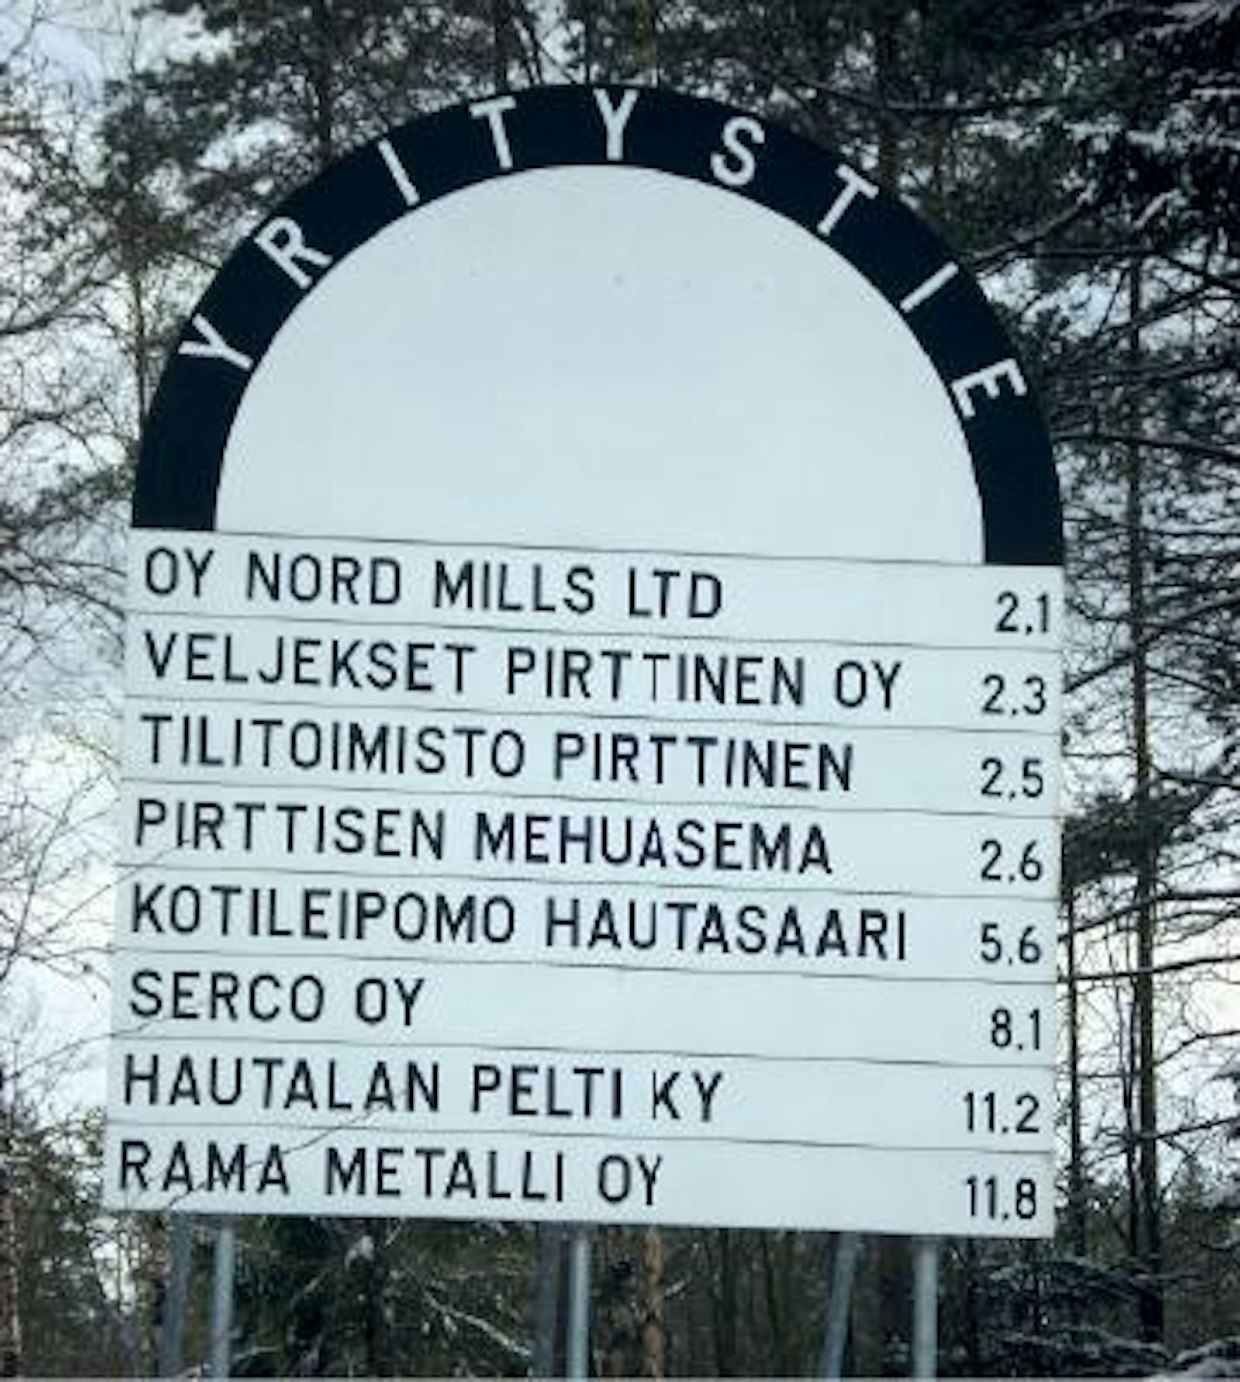 YRITYSTIE
OY NORD MILLS LTD 2,1
VELJEKSET PIRTTINEN OY 2,3
TILITOIMISTO PIRTTINEN 2,5
PIRTTISEN MEHUASEMA 2,6
KOTILEIPOMO HAUTASAARI 5,6
SERCO OY 8,1
HAUTALAN PELTI KY 11,2
RAMA METALLI OY 11,8